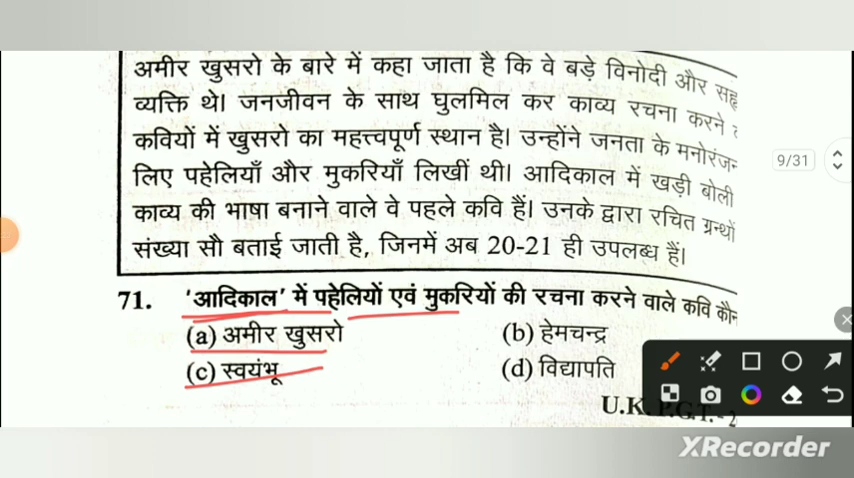 अमीर खुसरो के बारे में कहा जाता है कि वे बड़े विनोदी और
व्यक्ति थे। जनजीवन के साथ घुलमिल कर काव्य रचना करने
कवियों में खुसरो का महत्त्वपूर्ण स्थान है। उन्होंने जनता के
लिए पहेलियाँ और मुकरियाँ लिखीं थी। आदिकाल में खड़ी बोली
काव्य की भाषा बनाने वाले वे पहले कवि हैं। उनके द्वारा रचित ग्रन्थों
संख्या सौ बताई जाती है, जिनमें अब 20-21 ही उपलब्ध हैं।
9/31
71. 'आदिकाल' में पहेलियों एवं मुकरियों की रचना करने वाले कवि कौन
(a) अमीर खुसरो (b) हेमचन्द्र
(c) स्वयंभू (d) विद्यापति
U.K. P.G.T.
XRecorder